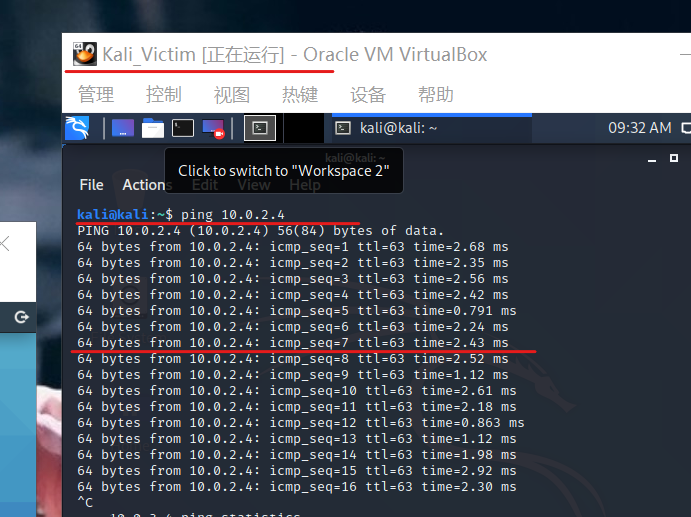 Kali_Victim [正在运行] - Oracle VM VirtualBox
管理 控制 视图 热键 设备 帮助
kali@kali: ~ 09:32 AM
kali@kali: ~
Click to switch to "Workspace 2"
File Actions Edit View Help
kali@kali:~$ ping 10.0.2.4
PING 10.0.2.4 (10.0.2.4) 56(84) bytes of data.
64 bytes from 10.0.2.4: icmp_seq=1 ttl=63 time=2.68 ms
64 bytes from 10.0.2.4: icmp_seq=2 ttl=63 time=2.35 ms
64 bytes from 10.0.2.4: icmp_seq=3 ttl=63 time=2.56 ms
64 bytes from 10.0.2.4: icmp_seq=4 ttl=63 time=2.42 ms
64 bytes from 10.0.2.4: icmp_seq=5 ttl=63 time=0.791 ms
64 bytes from 10.0.2.4: icmp_seq=6 ttl=63 time=2.24 ms
64 bytes from 10.0.2.4: icmp_seq=7 ttl=63 time=2.43 ms
64 bytes from 10.0.2.4: icmp_seq=8 ttl=63 time=2.52 ms
64 bytes from 10.0.2.4: icmp_seq=9 ttl=63 time=1.12 ms
64 bytes from 10.0.2.4: icmp_seq=10 ttl=63 time=2.61 ms
64 bytes from 10.0.2.4: icmp_seq=11 ttl=63 time=2.18 ms
64 bytes from 10.0.2.4: icmp_seq=12 ttl=63 time=0.863 ms
64 bytes from 10.0.2.4: icmp_seq=13 ttl=63 time=1.12 ms
64 bytes from 10.0.2.4: icmp_seq=14 ttl=63 time=1.98 ms
64 bytes from 10.0.2.4: icmp_seq=15 ttl=63 time=2.92 ms
64 bytes from 10.0.2.4: icmp_seq=16 ttl=63 time=2.30 ms
^C
ping statistics